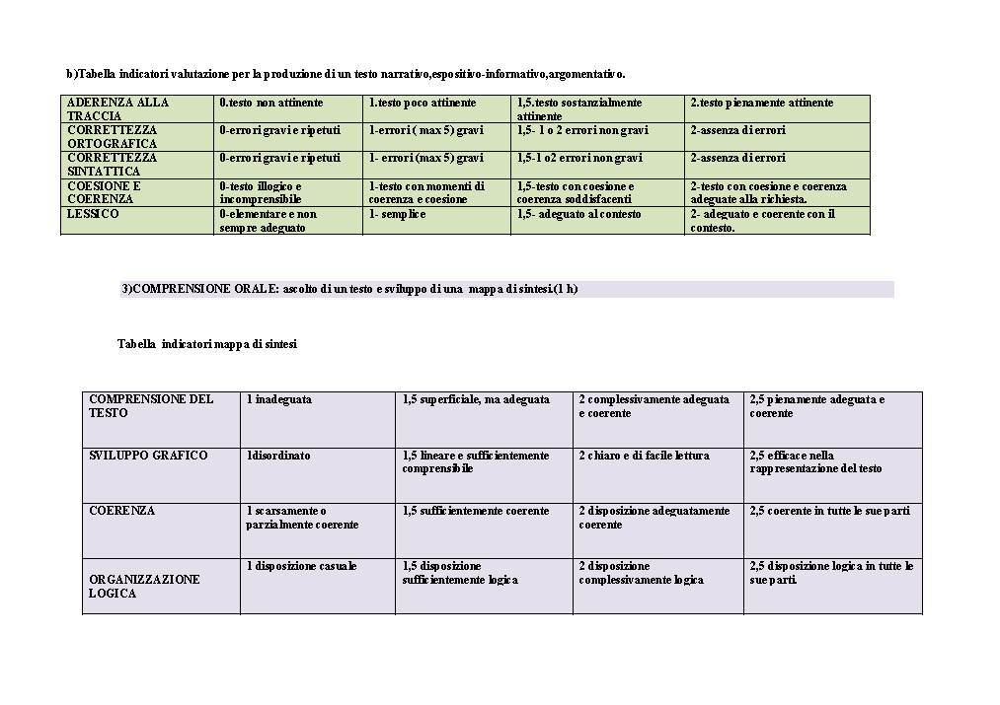 b)Tabella indicatori valutazione per la produzione di un testo narrativo,espositivo-informativo,argomentativo.
ADERENZA ALLA TRACCIA 0.testo non attinente 1.testo poco attinente 1,5.testo sostanzialmente attinente 2.testo pienamente attinente
CORRETTEZZA ORTOGRAFICA 0-errori gravi e ripetuti 1-errori ( max 5) gravi 1,5- 1 o 2 errori non gravi 2-assenza di errori
CORRETTEZZA SINTATTICA 0-errori gravi e ripetuti 1- errori (max 5) gravi 1,5-1 o2 errori non gravi 2-assenza di errori
COESIONE E COERENZA 0-testo illogico e incomprensibile 1-testo con momenti di coerenza e coesione 1,5-testo con coesione e coerenza soddisfacenti 2-testo con coesione e coerenza adeguate alla richiesta.
LESSICO 0-elementare e non sempre adeguato 1- semplice 1,5- adeguato al contesto 2- adeguato e coerente con il contesto.
3)COMPRENSIONE ORALE: ascolto di un testo e sviluppo di una mappa di sintesi.(1 h)
Tabella indicatori mappa di sintesi
COMPRENSIONE DEL TESTO 1 inadeguata 1,5 superficiale, ma adeguata 2 complessivamente adeguata e coerente 2,5 pienamente adeguata e coerente
SVILUPPO GRAFICO 1disordinato 1,5 lineare e sufficientemente comprensibile 2 chiaro e di facile lettura 2,5 efficace nella rappresentazione del testo
COERENZA 1 scarsamente o parzialmente coerente 1,5 sufficientemente coerente 2 disposizione adeguatamente coerente 2,5 coerente in tutte le sue parti
ORGANIZZAZIONE LOGICA 1 disposizione casuale 1,5 disposizione sufficientemente logica 2 disposizione complessivamente logica 2,5 disposizione logica in tutte le sue parti.